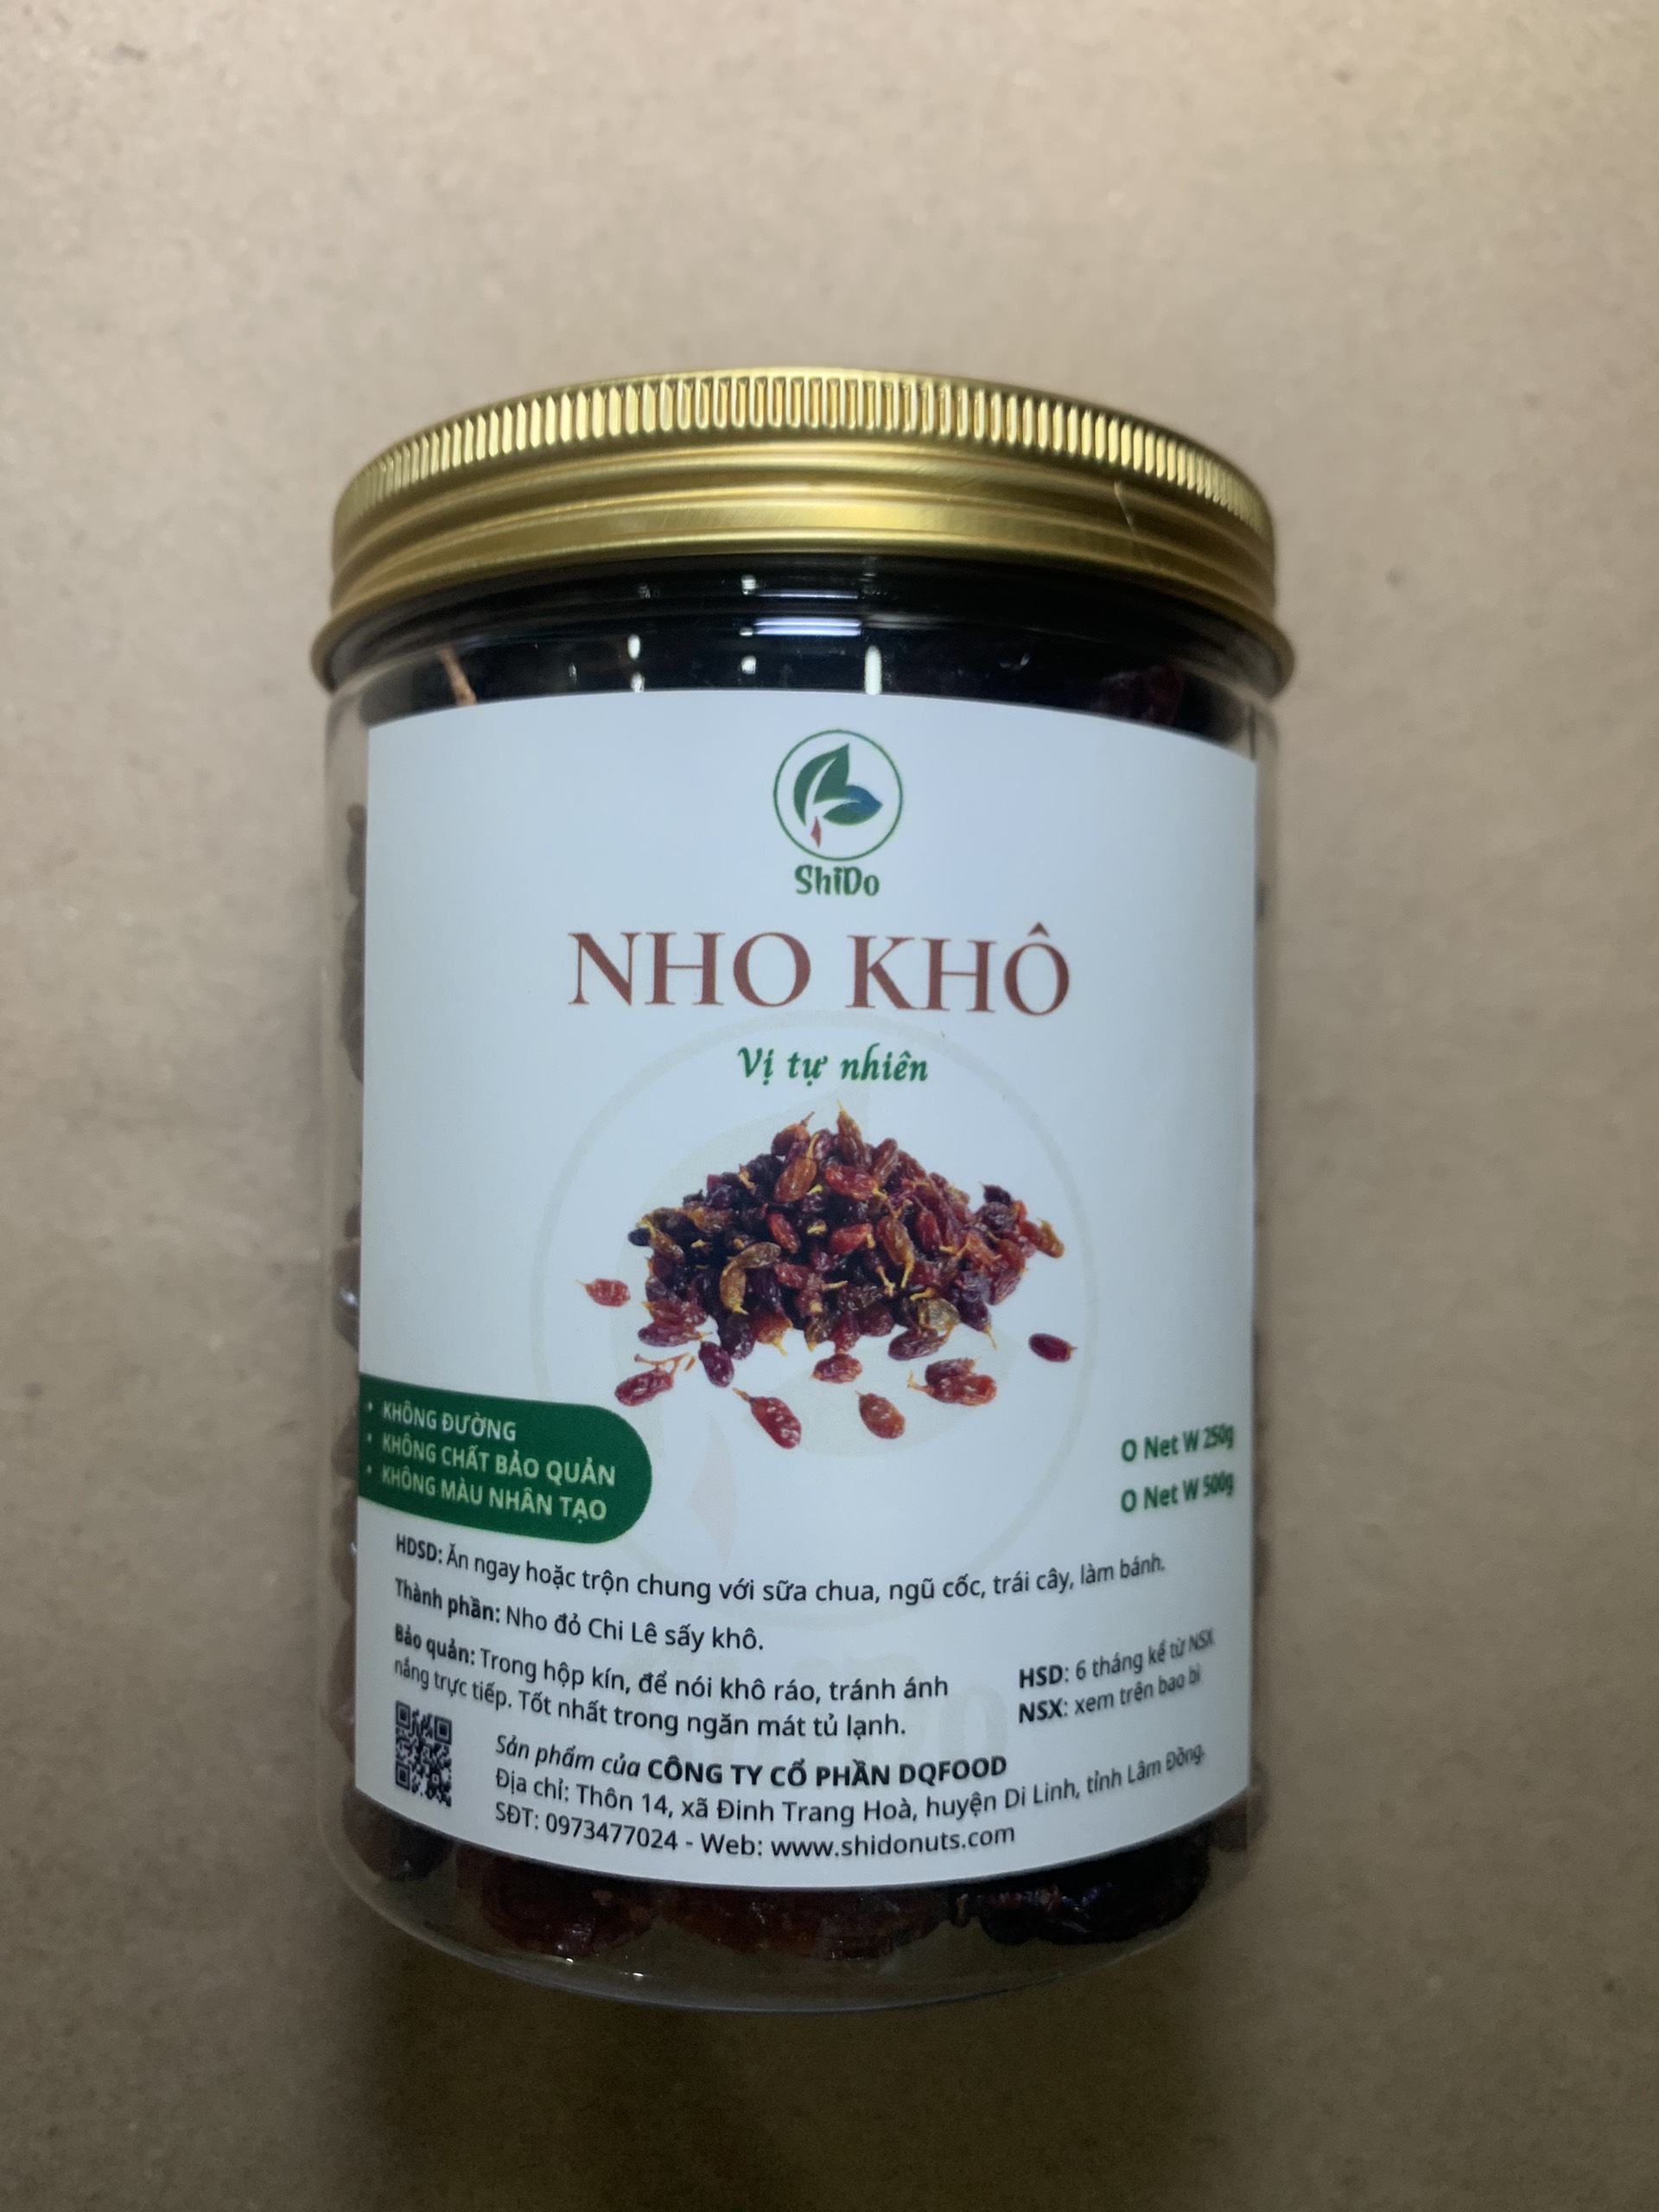 ShiDo
NHO KHÔ
Vị tự nhiên
• KHÔNG ĐƯỜNG
• KHÔNG CHẤT BẢO QUẢN
• KHÔNG MÀU NHÂN TẠO
O Net W 250g
O Net W 500g
HDSD: Ăn ngay hoặc trộn chung với sữa chua, ngũ cốc, trái cây, làm bánh.
Thành phần: Nho đỏ Chi Lê sấy khô.
Bảo quản: Trong hộp kín, để nói khô ráo, tránh ánh
nắng trực tiếp. Tốt nhất trong ngăn mát tủ lạnh.
HSD: 6 tháng kể từ NSX
NSX: xem trên bao bì
Sản phẩm của CÔNG TY CỔ PHẦN DQFOOD
Địa chỉ: Thôn 14, xã Đinh Trang Hoà, huyện Di Linh, tỉnh Lâm Đồng.
SĐT: 0973477024 - Web: www.shidonuts.com